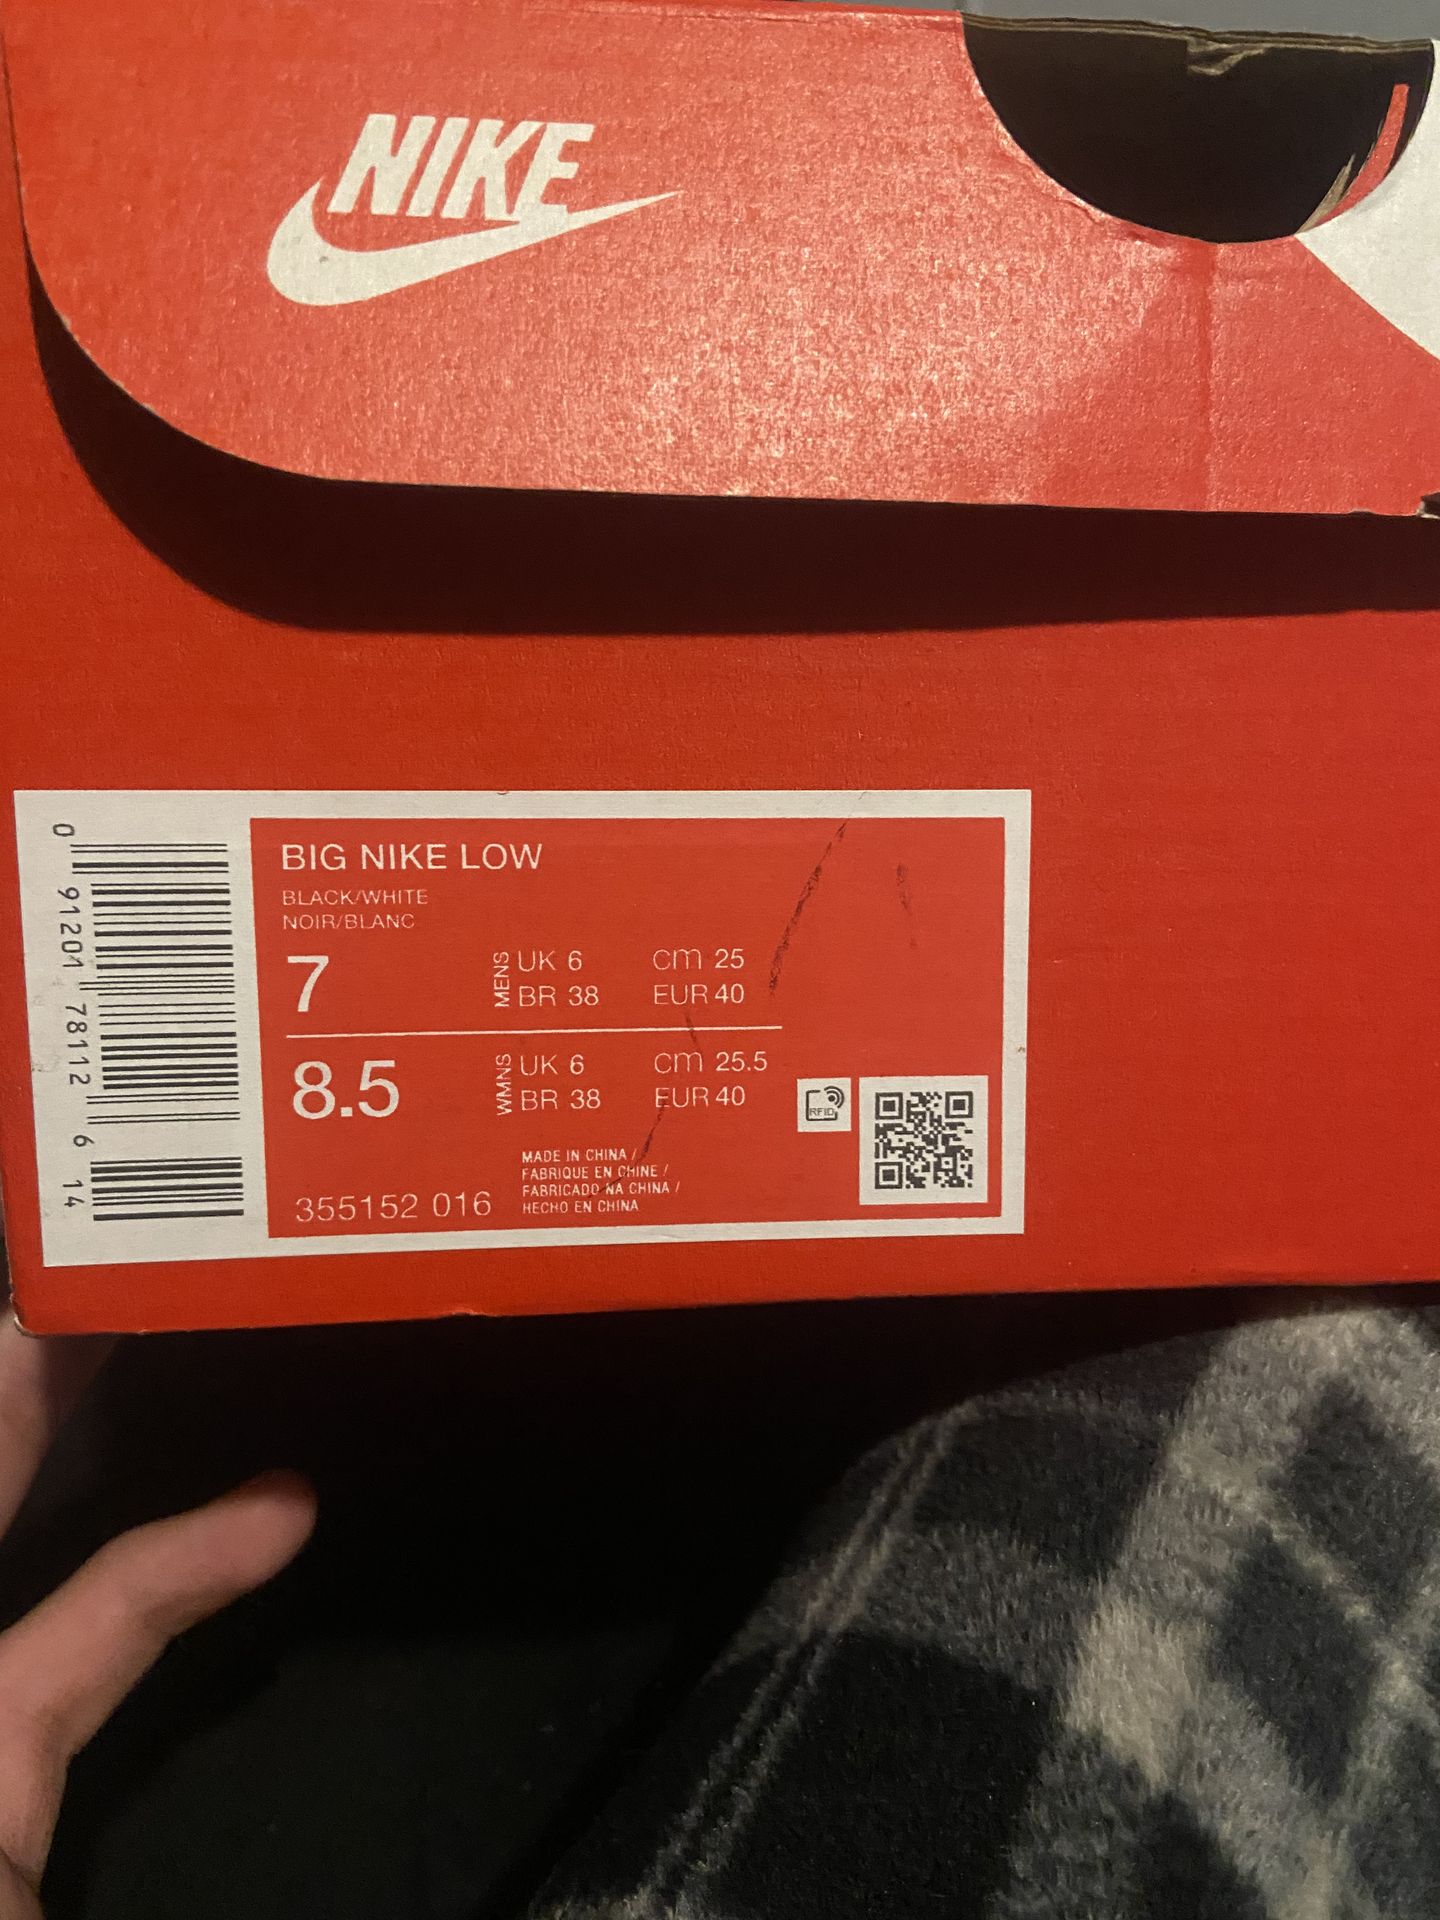 NIKE
BIG NIKE LOW
BLACK/WHITE
NOIR/BLANC
7 MENS UK 6 cm 25
BR 38 EUR 40
8.5 WMNS UK 6 cm 25.5
BR 38 EUR 40
RFID
MADE IN CHINA /
FABRIQUE EN CHINE /
FABRICADO NA CHINA /
HECHO EN CHINA
355152 016
0 91201 78112 6 14